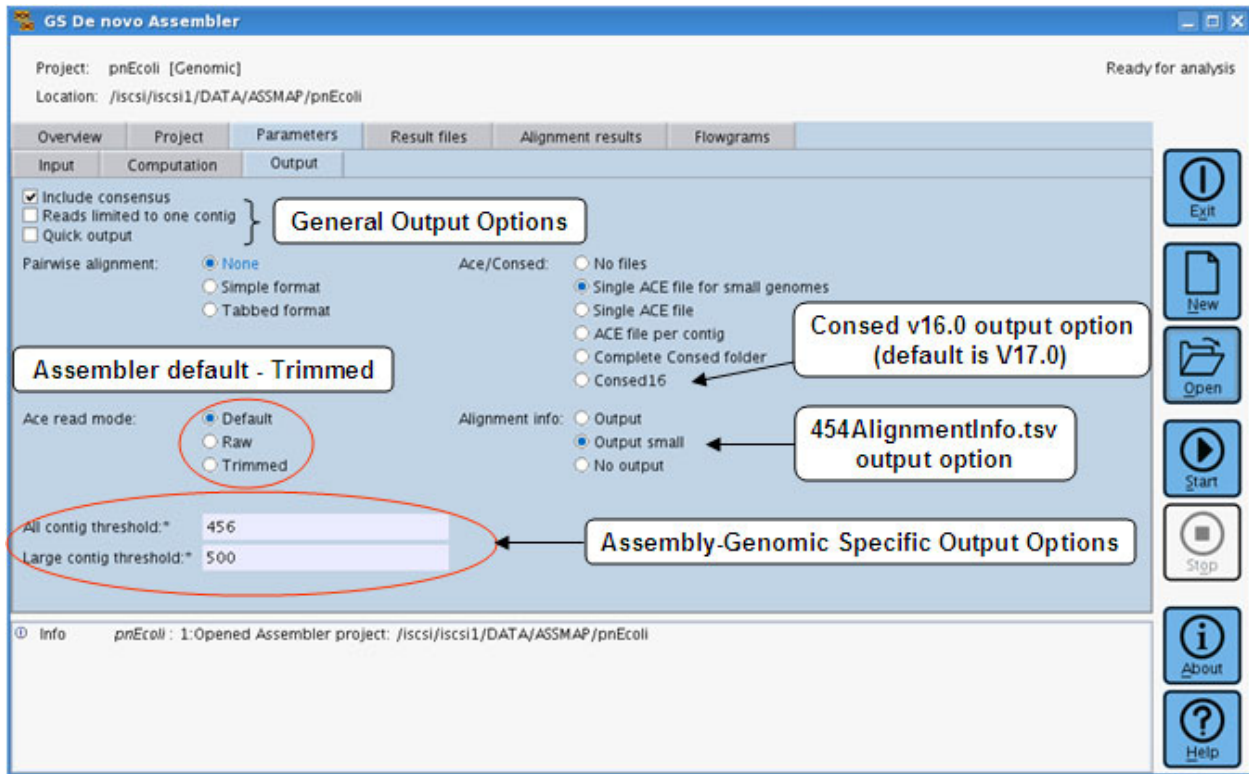 GS De novo Assembler
Project: pnEcoli [Genomic]
Ready for analysis
Location: /iscsi/iscsi1/DATA/ASSMAP/pnEcoli
Overview Project Parameters Result files Alignment results Flowgrams
Input Computation Output
Include consensus
Reads limited to one contig
Quick output
General Output Options
Pairwise alignment: None
Simple format
Tabbed format
Ace/Consed: No files
Single ACE file for small genomes
Single ACE file
ACE file per contig
Complete Consed folder
Consed16
Consed v16.0 output option
(default is V17.0)
Assembler default - Trimmed
Ace read mode: Default
Raw
Trimmed
Alignment info: Output
Output small
No output
454AlignmentInfo.tsv
output option
All contig threshold:* 456
Large contig threshold:* 500
Assembly-Genomic Specific Output Options
Info pnEcoli : 1:Opened Assembler project: /iscsi/iscsi1/DATA/ASSMAP/pnEcoli
Exit
New
Open
Start
Stop
About
Help